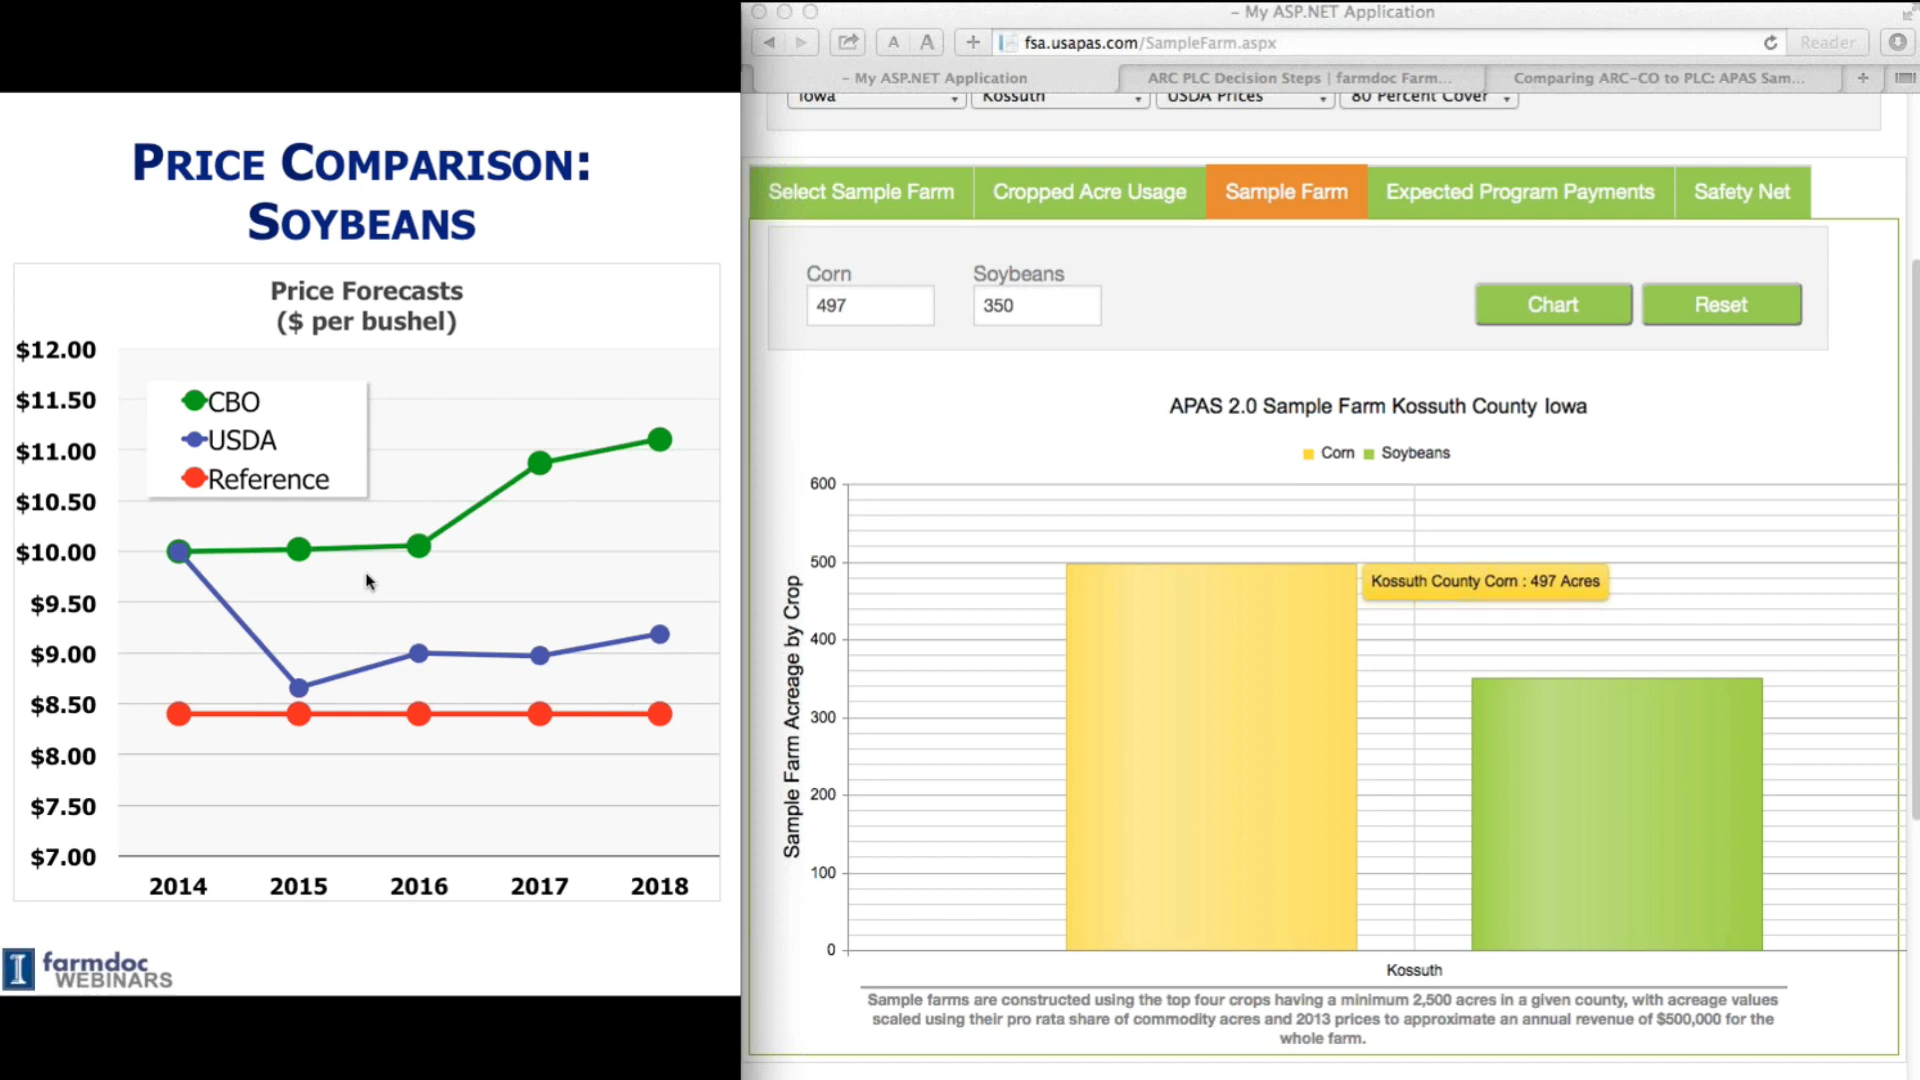 PRICE COMPARISON:
SOYBEANS
Price Forecasts
($ per bushel)
$12.00
$11.50
$11.00
$10.50
$10.00
$9.50
$9.00
$8.50
$8.00
$7.50
$7.00
CBO
USDA
Reference
2014 2015 2016 2017 2018
I farmdoc
WEBINARS
– My ASP.NET Application
A A + fsa.usapas.com/SampleFarm.aspx Reader
– My ASP.NET Application ARC PLC Decision Steps | farmdoc Farm... Comparing ARC-CO to PLC: APAS Sam... +
Iowa Kossuth USDA Prices 80 Percent Cover
Select Sample Farm Cropped Acre Usage Sample Farm Expected Program Payments Safety Net
Corn Soybeans
497 350 Chart Reset
APAS 2.0 Sample Farm Kossuth County Iowa
Corn Soybeans
Sample Farm Acreage by Crop
600
500
400
300
200
100
0
Kossuth County Corn : 497 Acres
Kossuth
Sample farms are constructed using the top four crops having a minimum 2,500 acres in a given county, with acreage values
scaled using their pro rata share of commodity acres and 2013 prices to approximate an annual revenue of $500,000 for the
whole farm.